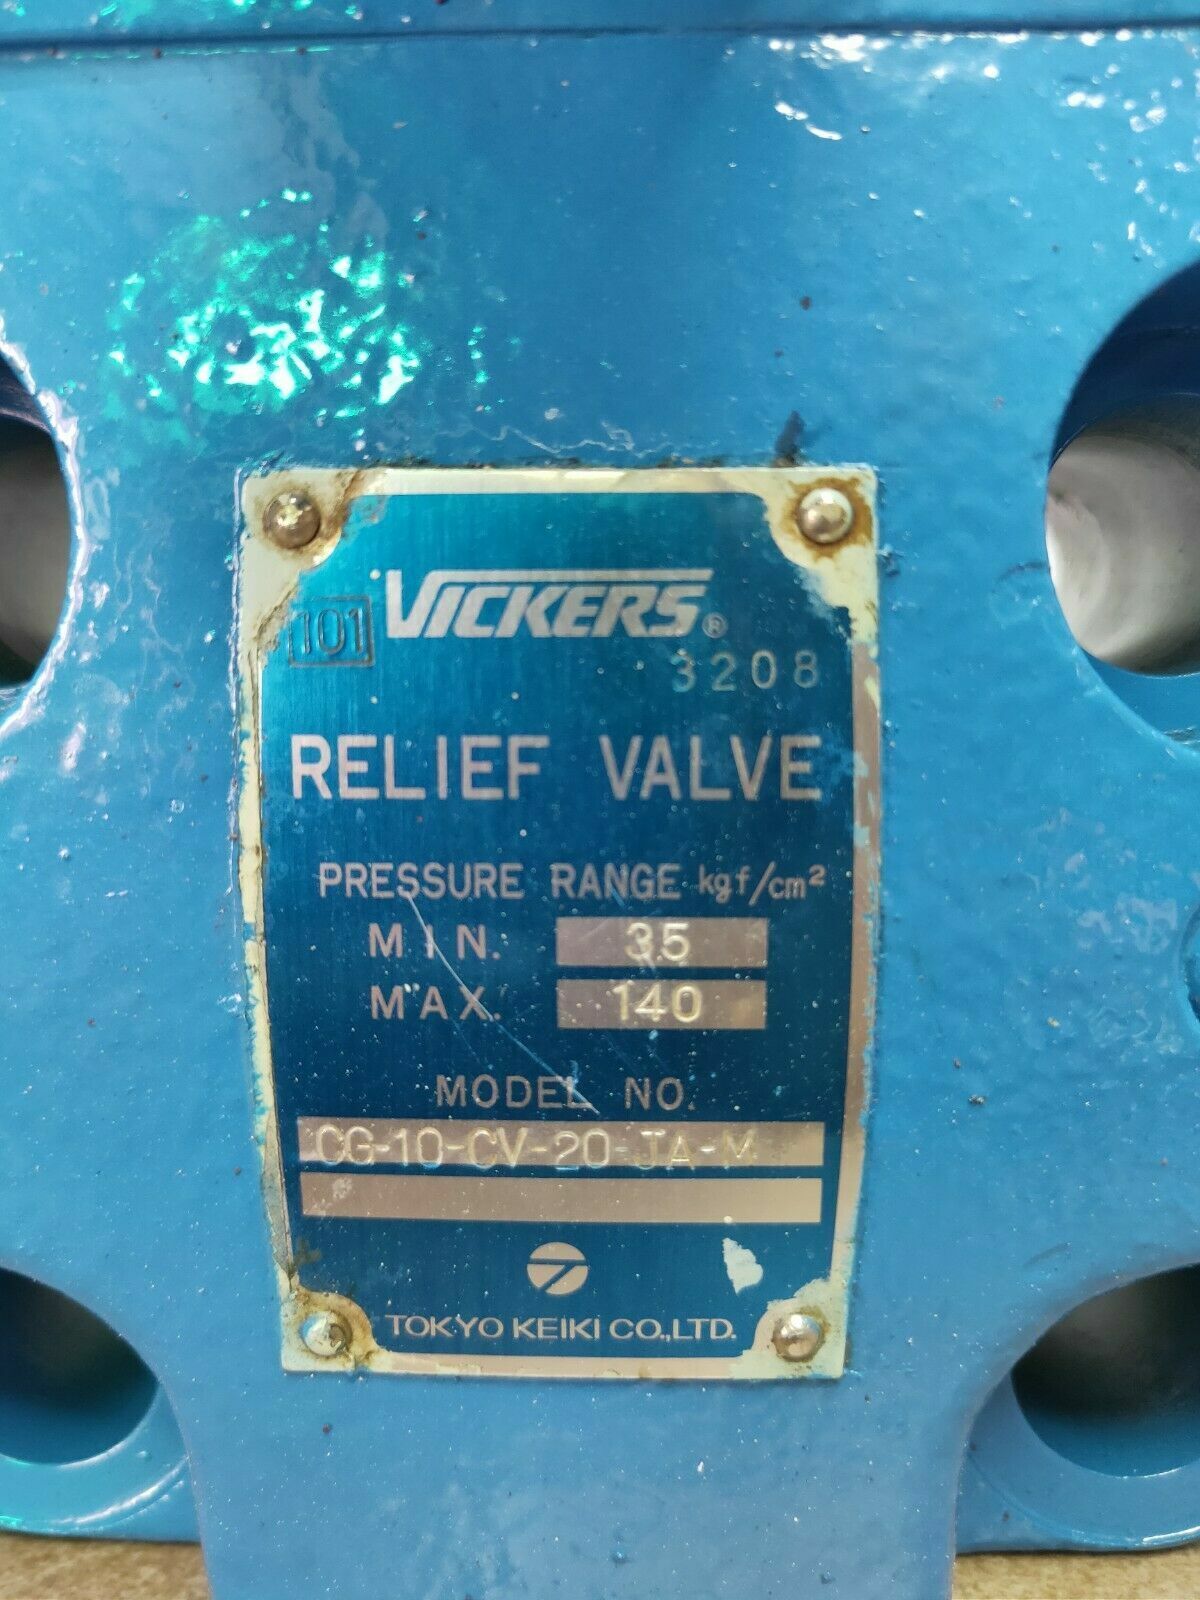 VICKERS®
101
3208
RELIEF VALVE
PRESSURE RANGE kgf/cm²
MIN. 35
MAX. 140
MODEL NO.
CG-10-CV-20-JA-M
TOKYO KEIKI CO.,LTD.